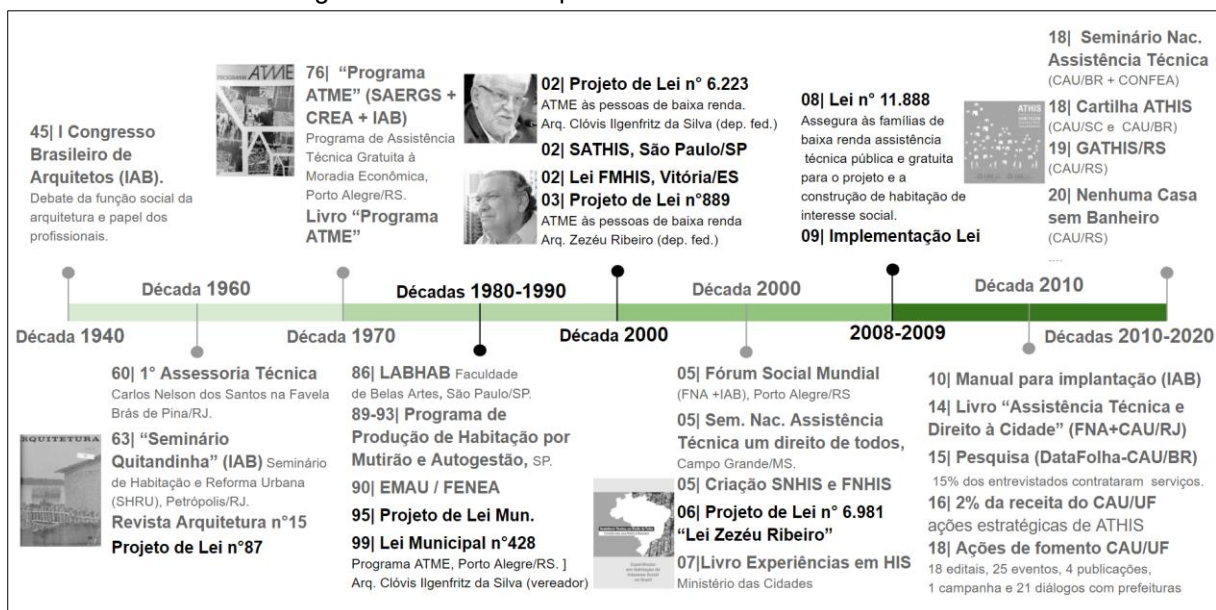 76| “Programa
ATME” (SAERGS +
CREA + IAB)
Programa de Assistência
Técnica Gratuita à
Moradia Econômica,
Porto Alegre/RS.
Livro “Programa
ATME”
45| I Congresso
Brasileiro de
Arquitetos (IAB).
Debate da função social da
arquitetura e papel dos
profissionais.
PROGRAMA ATME
02| Projeto de Lei n° 6.223
ATME às pessoas de baixa renda.
Arq. Clóvis Ilgenfritz da Silva (dep. fed.)
02| SATHIS, São Paulo/SP
02| Lei FMHIS, Vitória/ES
03| Projeto de Lei n°889
ATME às pessoas de baixa renda
Arq. Zezéu Ribeiro (dep. fed.)
08| Lei n° 11.888
Assegura às famílias de
baixa renda assistência
técnica pública e gratuita
para o projeto e a
construção de habitação de
interesse social.
09| Implementação Lei
ATHIS
18| Seminário Nac.
Assistência Técnica
(CAU/BR + CONFEA)
18| Cartilha ATHIS
(CAU/SC e CAU/BR)
19| GATHIS/RS
(CAU/RS)
20| Nenhuma Casa
sem Banheiro
(CAU/RS)
....
Década 1960
Décadas 1980-1990
Década 2000
Década 2010
Década 1940
Década 1970
Década 2000
2008-2009
Décadas 2010-2020
60| 1° Assessoria Técnica
Carlos Nelson dos Santos na Favela
Brás de Pina/RJ.
63| “Seminário
Quitandinha” (IAB) Seminário
de Habitação e Reforma Urbana
(SHRU), Petrópolis/RJ.
Revista Arquitetura n°15
Projeto de Lei n°87
RQUITETURA
86| LABHAB Faculdade
de Belas Artes, São Paulo/SP.
89-93| Programa de
Produção de Habitação por
Mutirão e Autogestão, SP.
90| EMAU / FENEA
95| Projeto de Lei Mun.
99| Lei Municipal n°428
Programa ATME, Porto Alegre/RS. ]
Arq. Clóvis Ilgenfritz da Silva (vereador)
05| Fórum Social Mundial
(FNA +IAB), Porto Alegre/RS
05| Sem. Nac. Assistência
Técnica um direito de todos,
Campo Grande/MS.
05| Criação SNHIS e FNHIS
06| Projeto de Lei n° 6.981
“Lei Zezéu Ribeiro”
07|Livro Experiências em HIS
Ministério das Cidades
10| Manual para implantação (IAB)
14| Livro “Assistência Técnica e
Direito à Cidade” (FNA+CAU/RJ)
15| Pesquisa (DataFolha-CAU/BR)
15% dos entrevistados contrataram serviços.
16| 2% da receita do CAU/UF
ações estratégicas de ATHIS
18| Ações de fomento CAU/UF
18 editais, 25 eventos, 4 publicações,
1 campanha e 21 diálogos com prefeituras